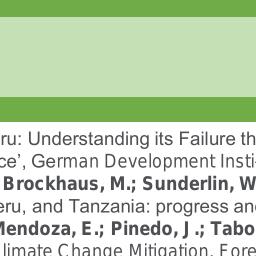 ru: Understanding its Failure th
ce’, German Development Insti
Brockhaus, M.; Sunderlin, W
eru, and Tanzania: progress an
Mendoza, E.; Pinedo, J.; Tabo
limate Change Mitigation, Fore